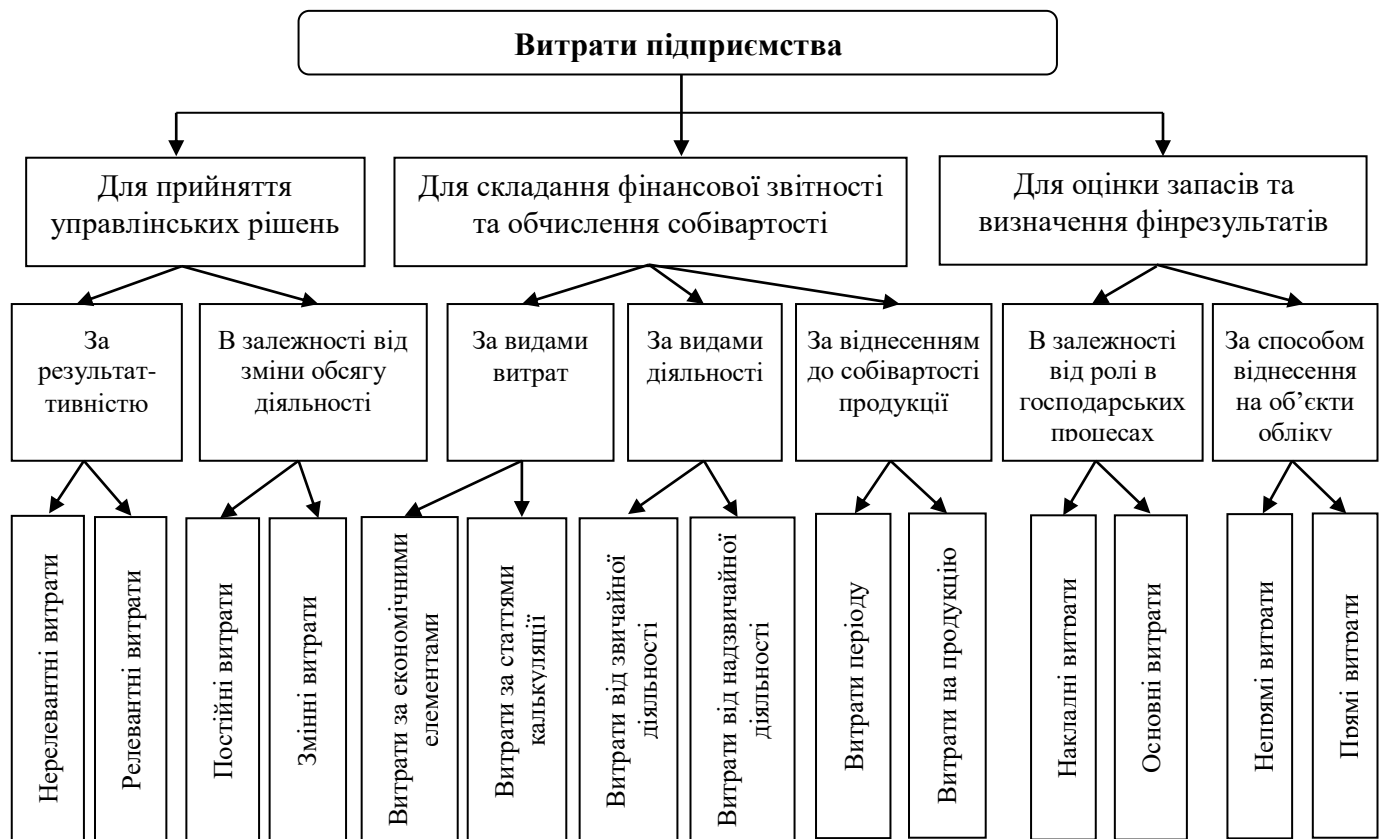 Витрати підприємства
Для прийняття
управлінських рішень
Для складання фінансової звітності
та обчислення собівартості
Для оцінки запасів та
визначення фінрезультатів
За
результат-
тивністю
В залежності від
зміни обсягу
діяльності
За видами
витрат
За видами
діяльності
За віднесенням
до собівартості
продукції
В залежності
від ролі в
господарських
процесах
За способом
віднесення
на об’єкти
обліку
Нерелевантні витрати
Релевантні витрати
Постійні витрати
Змінні витрати
Витрати за економічними
елементами
Витрати за статтями
калькуляції
Витрати від звичайної
діяльності
Витрати від надзвичайної
діяльності
Витрати періоду
Витрати на продукцію
Накладні витрати
Основні витрати
Непрямі витрати
Прямі витрати